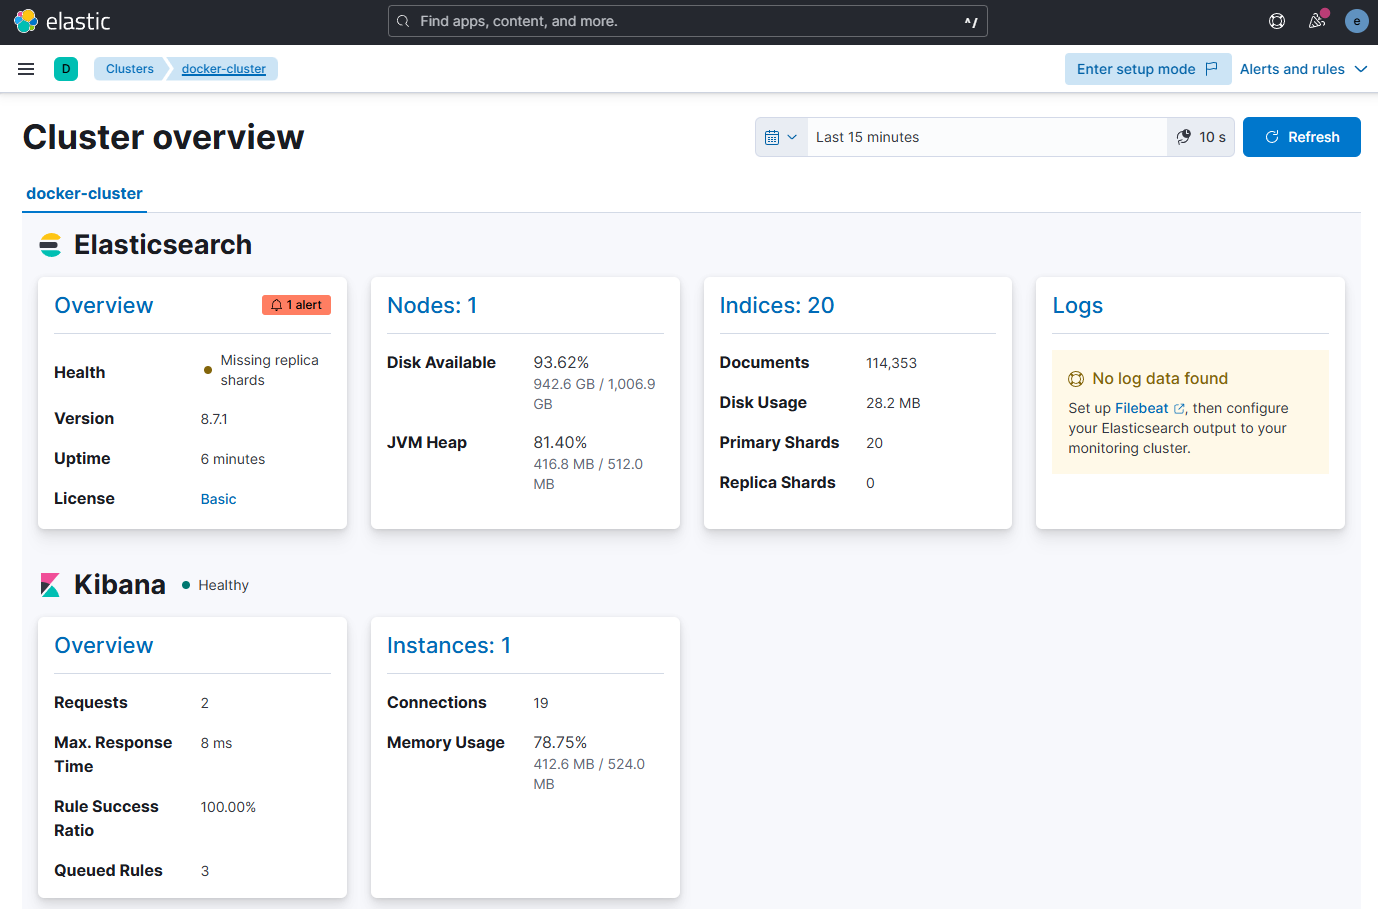 elastic
Find apps, content, and more.
^/
e
D
Clusters
docker-cluster
Enter setup mode
Alerts and rules
Cluster overview
Last 15 minutes
10 s
Refresh
docker-cluster
Elasticsearch
Overview
1 alert
Health
Missing replica
shards
Version
8.7.1
Uptime
6 minutes
License
Basic
Nodes: 1
Disk Available
93.62%
942.6 GB / 1,006.9
GB
JVM Heap
81.40%
416.8 MB / 512.0
MB
Indices: 20
Documents
114,353
Disk Usage
28.2 MB
Primary Shards
20
Replica Shards
0
Logs
No log data found
Set up Filebeat , then configure
your Elasticsearch output to your
monitoring cluster.
Kibana
Healthy
Overview
Requests
2
Max. Response
Time
8 ms
Rule Success
Ratio
100.00%
Queued Rules
3
Instances: 1
Connections
19
Memory Usage
78.75%
412.6 MB / 524.0
MB